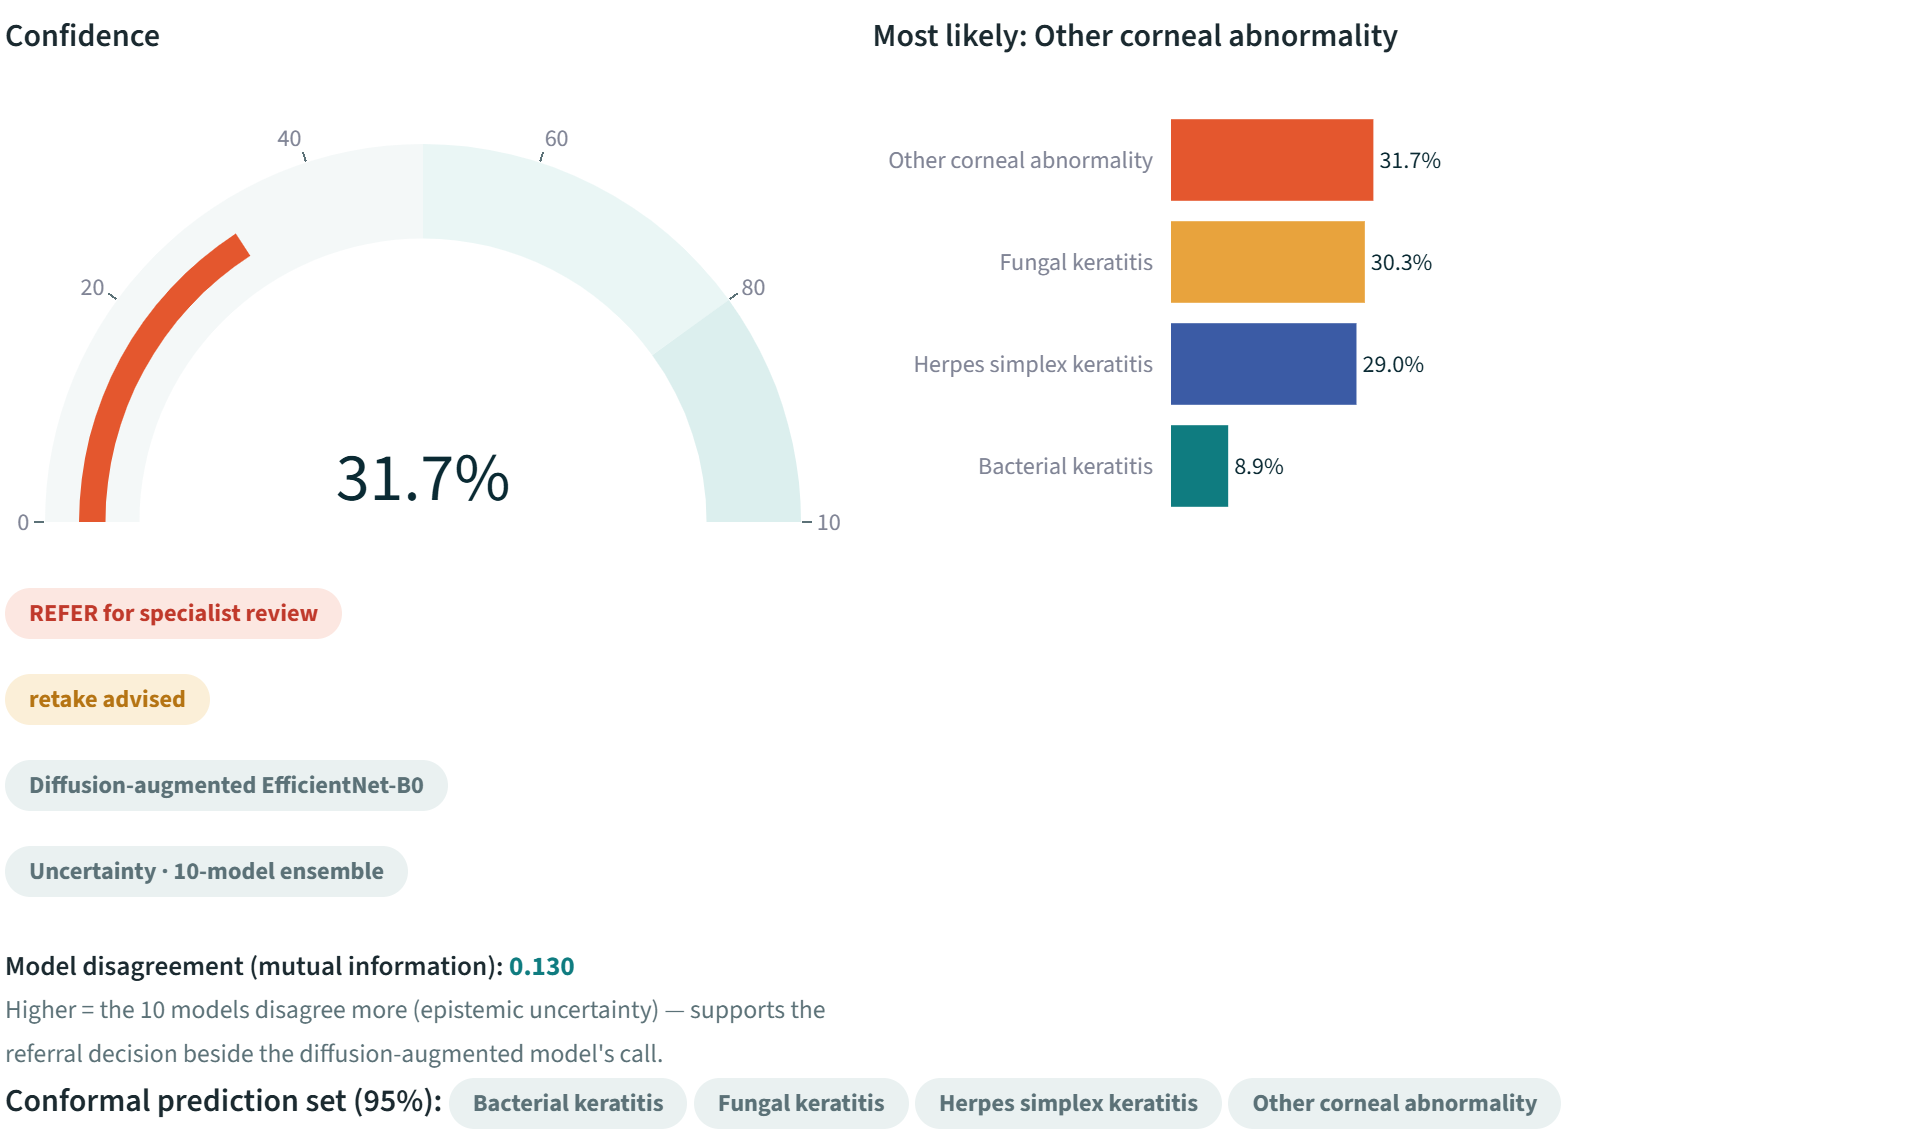 Confidence
0
20
40
60
80
10
31.7%
Most likely: Other corneal abnormality
Other corneal abnormality 31.7%
Fungal keratitis 30.3%
Herpes simplex keratitis 29.0%
Bacterial keratitis 8.9%
REFER for specialist review
retake advised
Diffusion-augmented EfficientNet-B0
Uncertainty · 10-model ensemble
Model disagreement (mutual information): 0.130
Higher = the 10 models disagree more (epistemic uncertainty) — supports the
referral decision beside the diffusion-augmented model's call.
Conformal prediction set (95%): Bacterial keratitis Fungal keratitis Herpes simplex keratitis Other corneal abnormality